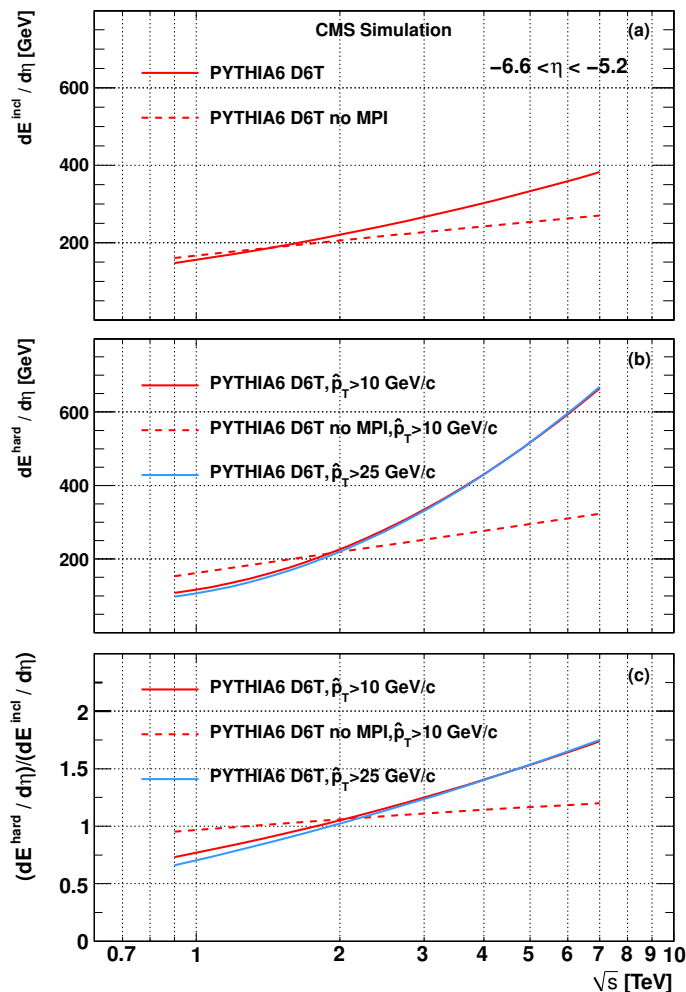 CMS Simulation
(a)
dE^incl / dη [GeV]
PYTHIA6 D6T
−6.6 <η < −5.2
PYTHIA6 D6T no MPI
600
400
200
(b)
dE^hard / dη [GeV]
PYTHIA6 D6T,p̂_T>10 GeV/c
PYTHIA6 D6T no MPI,p̂_T>10 GeV/c
PYTHIA6 D6T,p̂_T>25 GeV/c
600
400
200
(c)
(dE^hard / dη)/(dE^incl / dη)
PYTHIA6 D6T,p̂_T>10 GeV/c
PYTHIA6 D6T no MPI,p̂_T>10 GeV/c
PYTHIA6 D6T,p̂_T>25 GeV/c
2
1.5
1
0.5
0
0.7 1 2 3 4 5 6 7 8 9 10
√s [TeV]